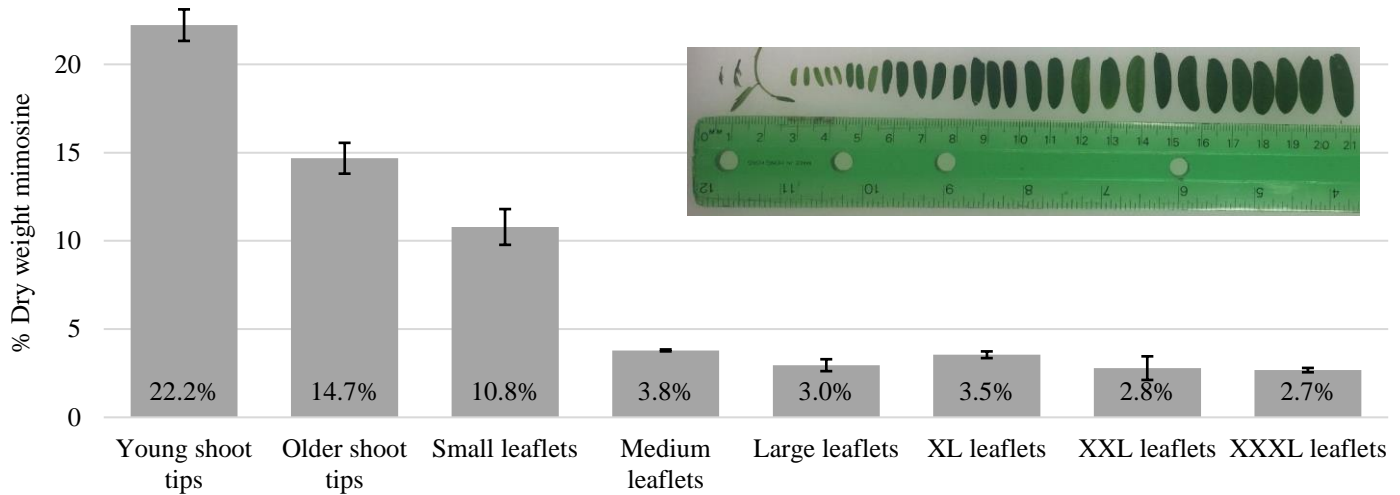 % Dry weight mimosine
20
15
10
5
0
22.2%
14.7%
10.8%
3.8%
3.0%
3.5%
2.8%
2.7%
Young shoot
tips
Older shoot
tips
Small leaflets
Medium
leaflets
Large leaflets
XL leaflets
XXL leaflets
XXXL leaflets
0 1 2 3 4 5 6 7 8 9 10 11 12 13 14 15 16 17 18 19 20 21
12 11 10 9 8 7 6 5 4